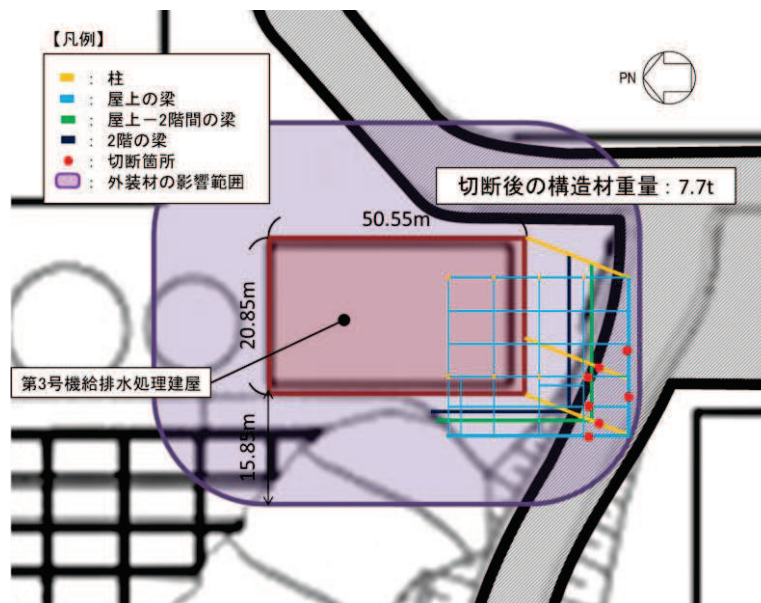 【凡例】
： 柱
： 屋上の梁
： 屋上－2階間の梁
： 2階の梁
： 切断箇所
： 外装材の影響範囲
PN
切断後の構造材重量：7.7t
50.55m
20.85m
第3号機給排水処理建屋
15.85m